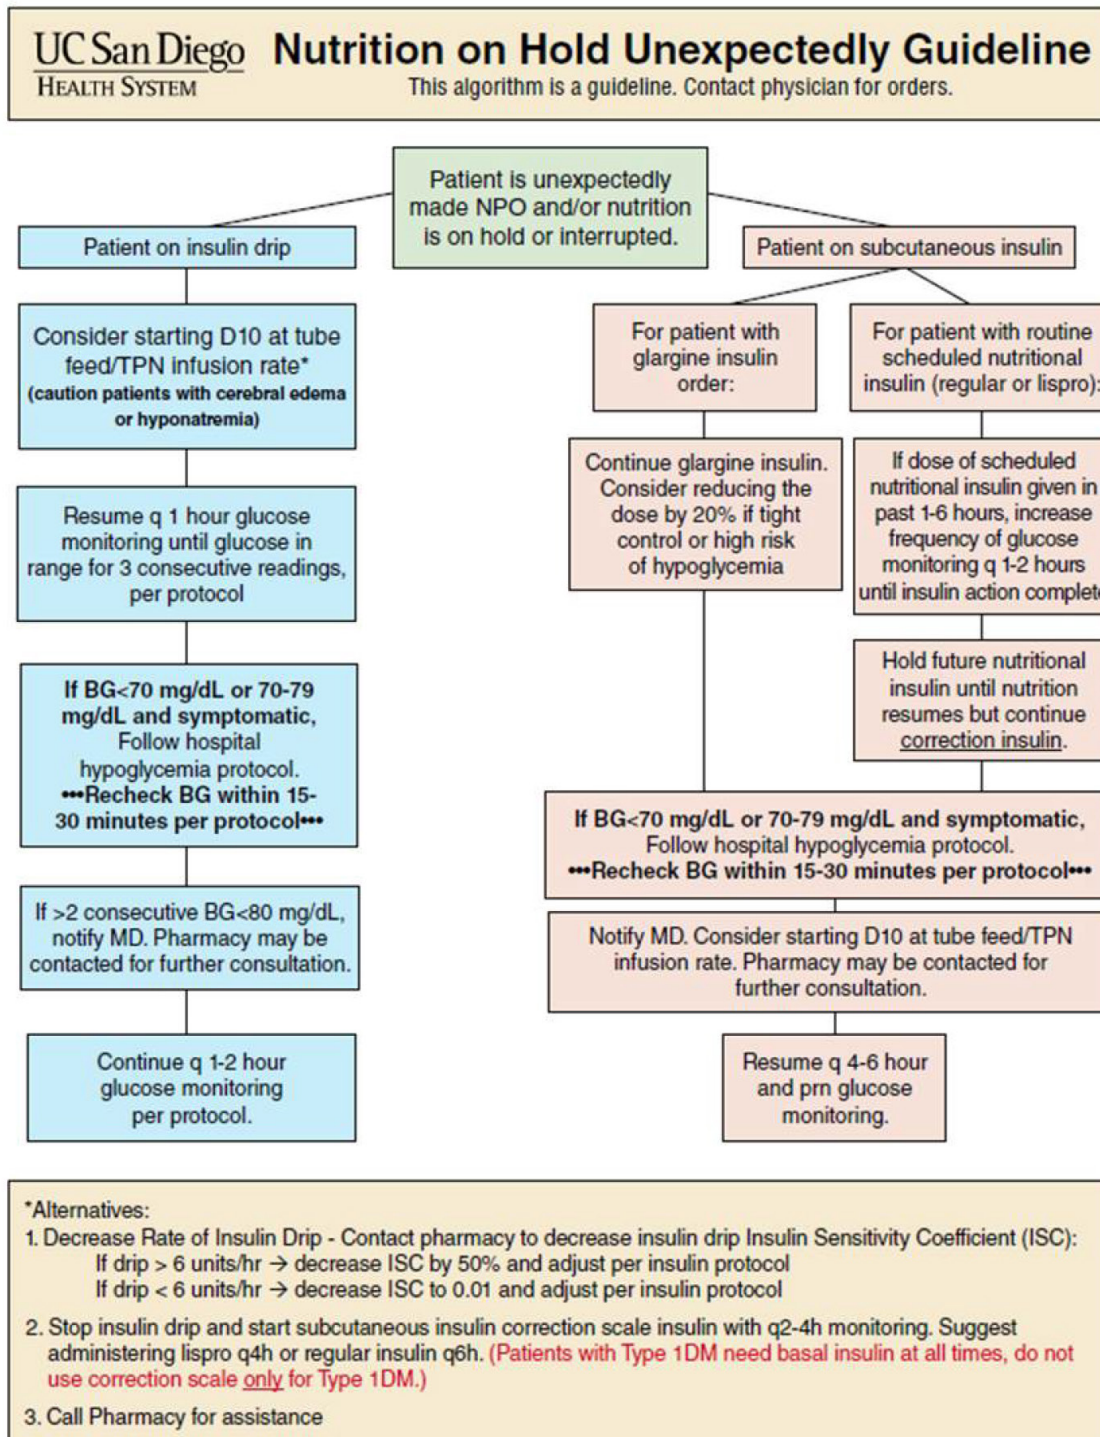 UC San Diego
HEALTH SYSTEM
Nutrition on Hold Unexpectedly Guideline
This algorithm is a guideline. Contact physician for orders.
Patient is unexpectedly
made NPO and/or nutrition
is on hold or interrupted.
Patient on insulin drip
Consider starting D10 at tube
feed/TPN infusion rate*
(caution patients with cerebral edema
or hyponatremia)
Resume q 1 hour glucose
monitoring until glucose in
range for 3 consecutive readings,
per protocol
If BG<70 mg/dL or 70-79
mg/dL and symptomatic,
Follow hospital
hypoglycemia protocol.
•••Recheck BG within 15-
30 minutes per protocol•••
If >2 consecutive BG<80 mg/dL,
notify MD. Pharmacy may be
contacted for further consultation.
Continue q 1-2 hour
glucose monitoring
per protocol.
Patient on subcutaneous insulin
For patient with
glargine insulin
order:
Continue glargine insulin.
Consider reducing the
dose by 20% if tight
control or high risk
of hypoglycemia
For patient with routine
scheduled nutritional
insulin (regular or lispro):
If dose of scheduled
nutritional insulin given in
past 1-6 hours, increase
frequency of glucose
monitoring q 1-2 hours
until insulin action complete
Hold future nutritional
insulin until nutrition
resumes but continue
correction insulin.
If BG<70 mg/dL or 70-79 mg/dL and symptomatic,
Follow hospital hypoglycemia protocol.
•••Recheck BG within 15-30 minutes per protocol•••
Notify MD. Consider starting D10 at tube feed/TPN
infusion rate. Pharmacy may be contacted for
further consultation.
Resume q 4-6 hour
and prn glucose
monitoring.
*Alternatives:
1. Decrease Rate of Insulin Drip - Contact pharmacy to decrease insulin drip Insulin Sensitivity Coefficient (ISC):
If drip > 6 units/hr → decrease ISC by 50% and adjust per insulin protocol
If drip < 6 units/hr → decrease ISC to 0.01 and adjust per insulin protocol
2. Stop insulin drip and start subcutaneous insulin correction scale insulin with q2-4h monitoring. Suggest
administering lispro q4h or regular insulin q6h. (Patients with Type 1DM need basal insulin at all times, do not
use correction scale only for Type 1DM.)
3. Call Pharmacy for assistance